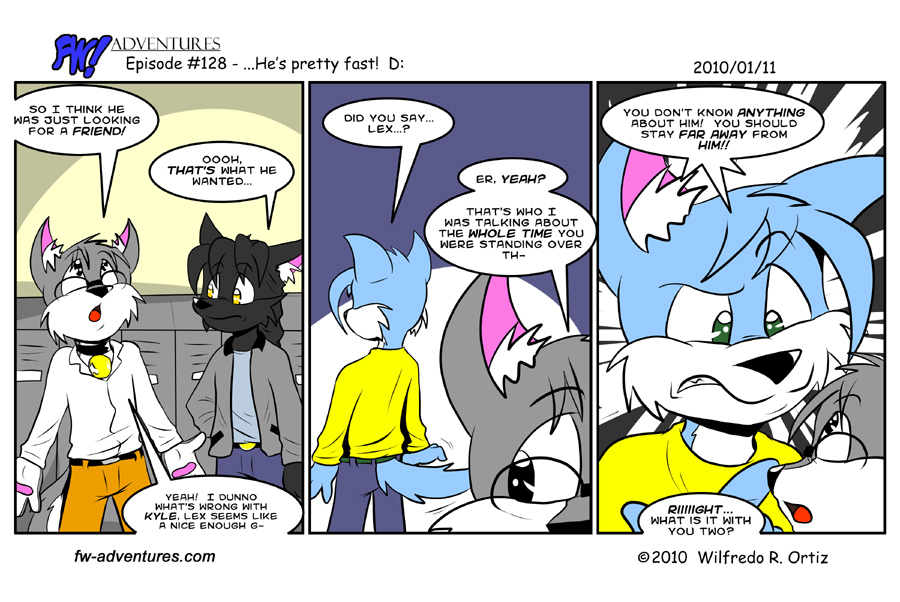 FW! ADVENTURES
Episode #128 - ...He's pretty fast! D:
2010/01/11
SO I THINK HE
WAS JUST LOOKING
FOR A FRIEND!
OOOH,
THAT'S WHAT HE
WANTED...
YEAH! I DUNNO
WHAT'S WRONG WITH
KYLE, LEX SEEMS LIKE
A NICE ENOUGH G-
DID YOU SAY...
LEX...?
ER, YEAH?
THAT'S WHO I
WAS TALKING ABOUT
THE WHOLE TIME YOU
WERE STANDING OVER
TH-
YOU DON'T KNOW ANYTHING
ABOUT HIM! YOU SHOULD
STAY FAR AWAY FROM
HIM!!
RIIIIIGHT...
WHAT IS IT WITH
YOU TWO?
fw-adventures.com
©2010 Wilfredo R. Ortiz